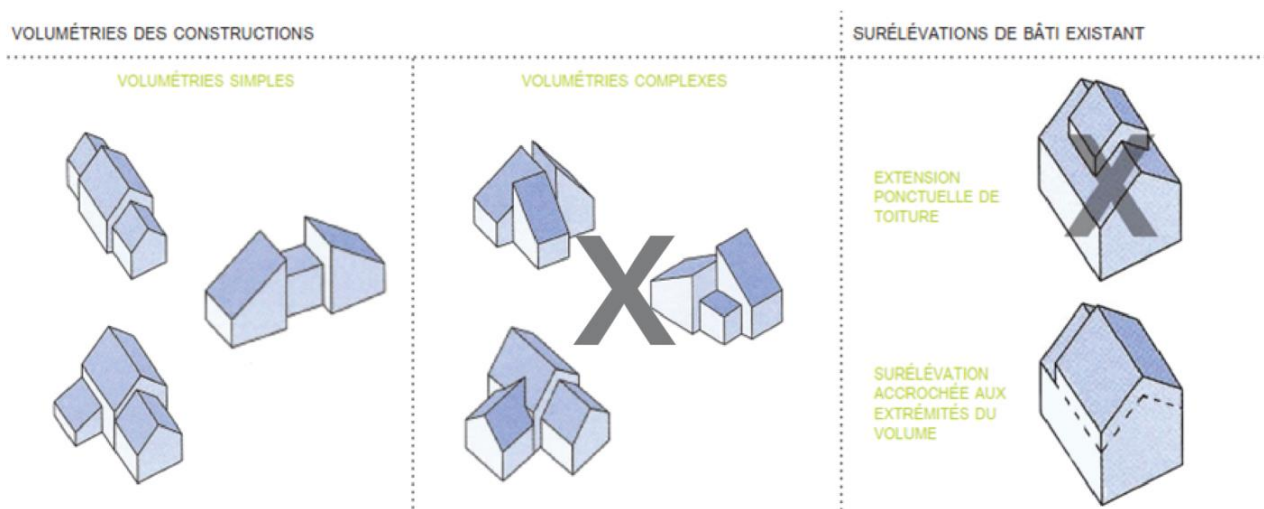 VOLUMÉTRIES DES CONSTRUCTIONS
SURÉLÉVATIONS DE BÂTI EXISTANT
VOLUMÉTRIES SIMPLES
VOLUMÉTRIES COMPLEXES
X
EXTENSION
PONCTUELLE DE
TOITURE
X
SURÉLÉVATION
ACCROCHÉE AUX
EXTRÉMITÉS DU
VOLUME